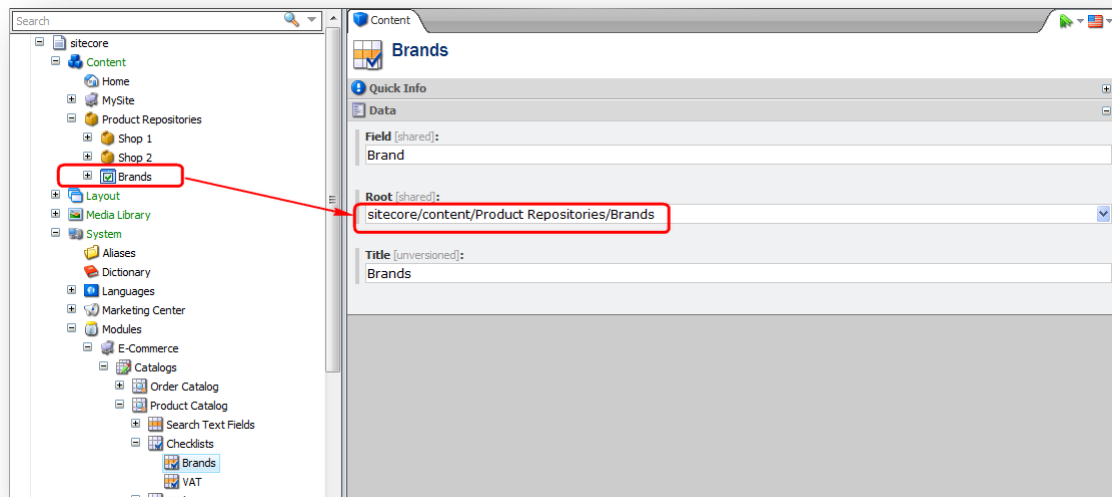 Search
sitecore
Content
Home
MySite
Product Repositories
Shop 1
Shop 2
Brands
Layout
Media Library
System
Aliases
Dictionary
Languages
Marketing Center
Modules
E-Commerce
Catalogs
Order Catalog
Product Catalog
Search Text Fields
Checklists
Brands
VAT
Content
Brands
Quick Info
Data
Field [shared]:
Brand
Root [shared]:
sitecore/content/Product Repositories/Brands
Title [unversioned]:
Brands